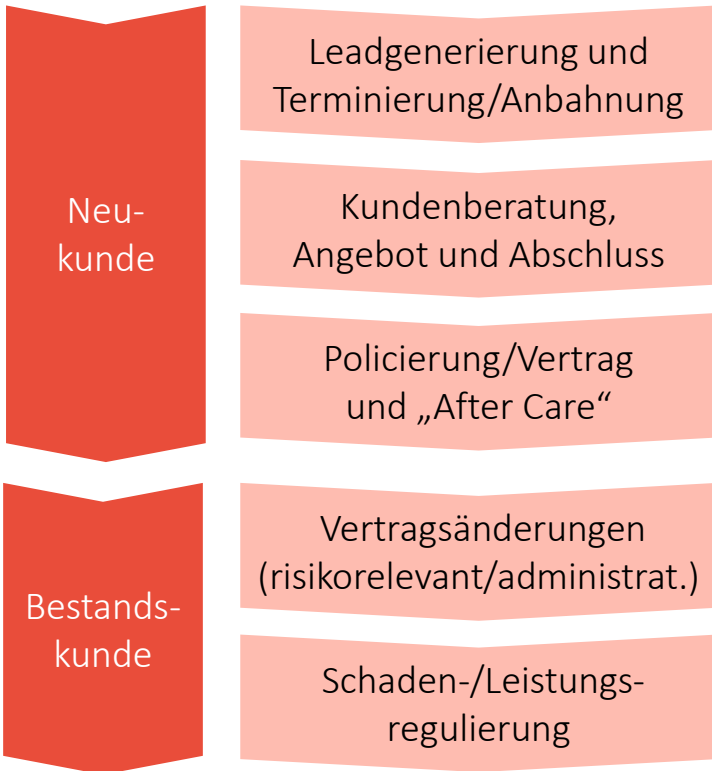 Neu-
kunde
Leadgenerierung und
Terminierung/Anbahnung
Kundenberatung,
Angebot und Abschluss
Policierung/Vertrag
und „After Care“
Bestands-
kunde
Vertragsänderungen
(risikorelevant/administrat.)
Schaden-/Leistungs-
regulierung